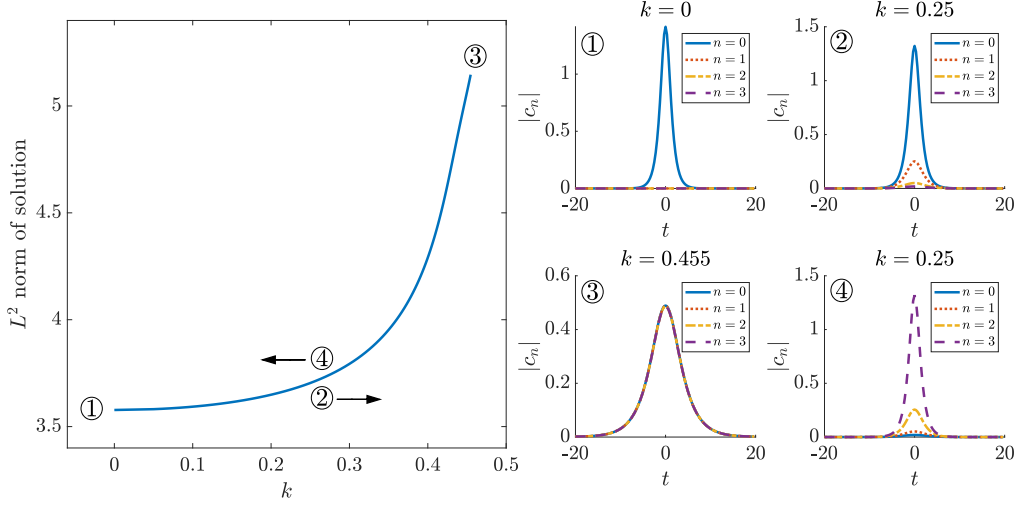 L² norm of solution
5
4.5
4
3.5
①
②
③
④
0
0.1
0.2
0.3
0.4
0.5
k
k = 0
①
|cₙ|
1
0.5
0
n = 0
n = 1
n = 2
n = 3
-20
0
20
t
k = 0.25
②
|cₙ|
1.5
1
0.5
0
n = 0
n = 1
n = 2
n = 3
-20
0
20
t
k = 0.455
③
|cₙ|
0.6
0.4
0.2
0
n = 0
n = 1
n = 2
n = 3
-20
0
20
t
k = 0.25
④
|cₙ|
1.5
1
0.5
0
n = 0
n = 1
n = 2
n = 3
-20
0
20
t